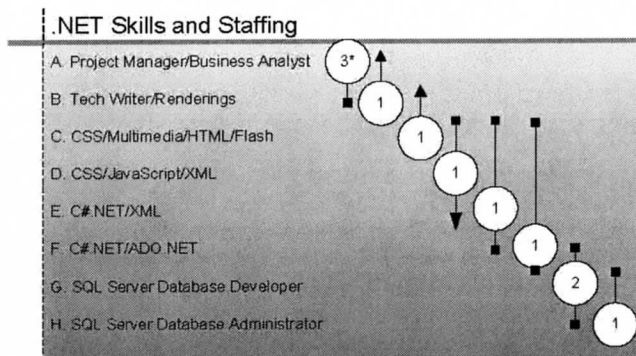 .NET Skills and Staffing
A. Project Manager/Business Analyst 3*
B. Tech Writer/Renderings 1
C. CSS/Multimedia/HTML/Flash 1
D. CSS/JavaScript/XML 1
E. C#.NET/XML 1
F. C#.NET/ADO.NET 1
G. SQL Server Database Developer 2
H. SQL Server Database Administrator 1